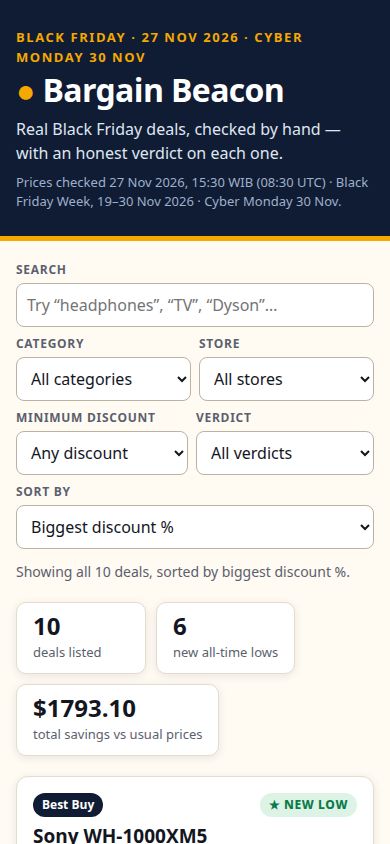 BLACK FRIDAY · 27 NOV 2026 · CYBER
MONDAY 30 NOV
● Bargain Beacon
Real Black Friday deals, checked by hand —
with an honest verdict on each one.
Prices checked 27 Nov 2026, 15:30 WIB (08:30 UTC) · Black
Friday Week, 19–30 Nov 2026 · Cyber Monday 30 Nov.
SEARCH
Try “headphones”, “TV”, “Dyson”…
CATEGORY
STORE
All categories
All stores
MINIMUM DISCOUNT
VERDICT
Any discount
All verdicts
SORT BY
Biggest discount %
Showing all 10 deals, sorted by biggest discount %.
10
deals listed
6
new all-time lows
$1793.10
total savings vs usual prices
Best Buy
★ NEW LOW
Sony WH-1000XM5